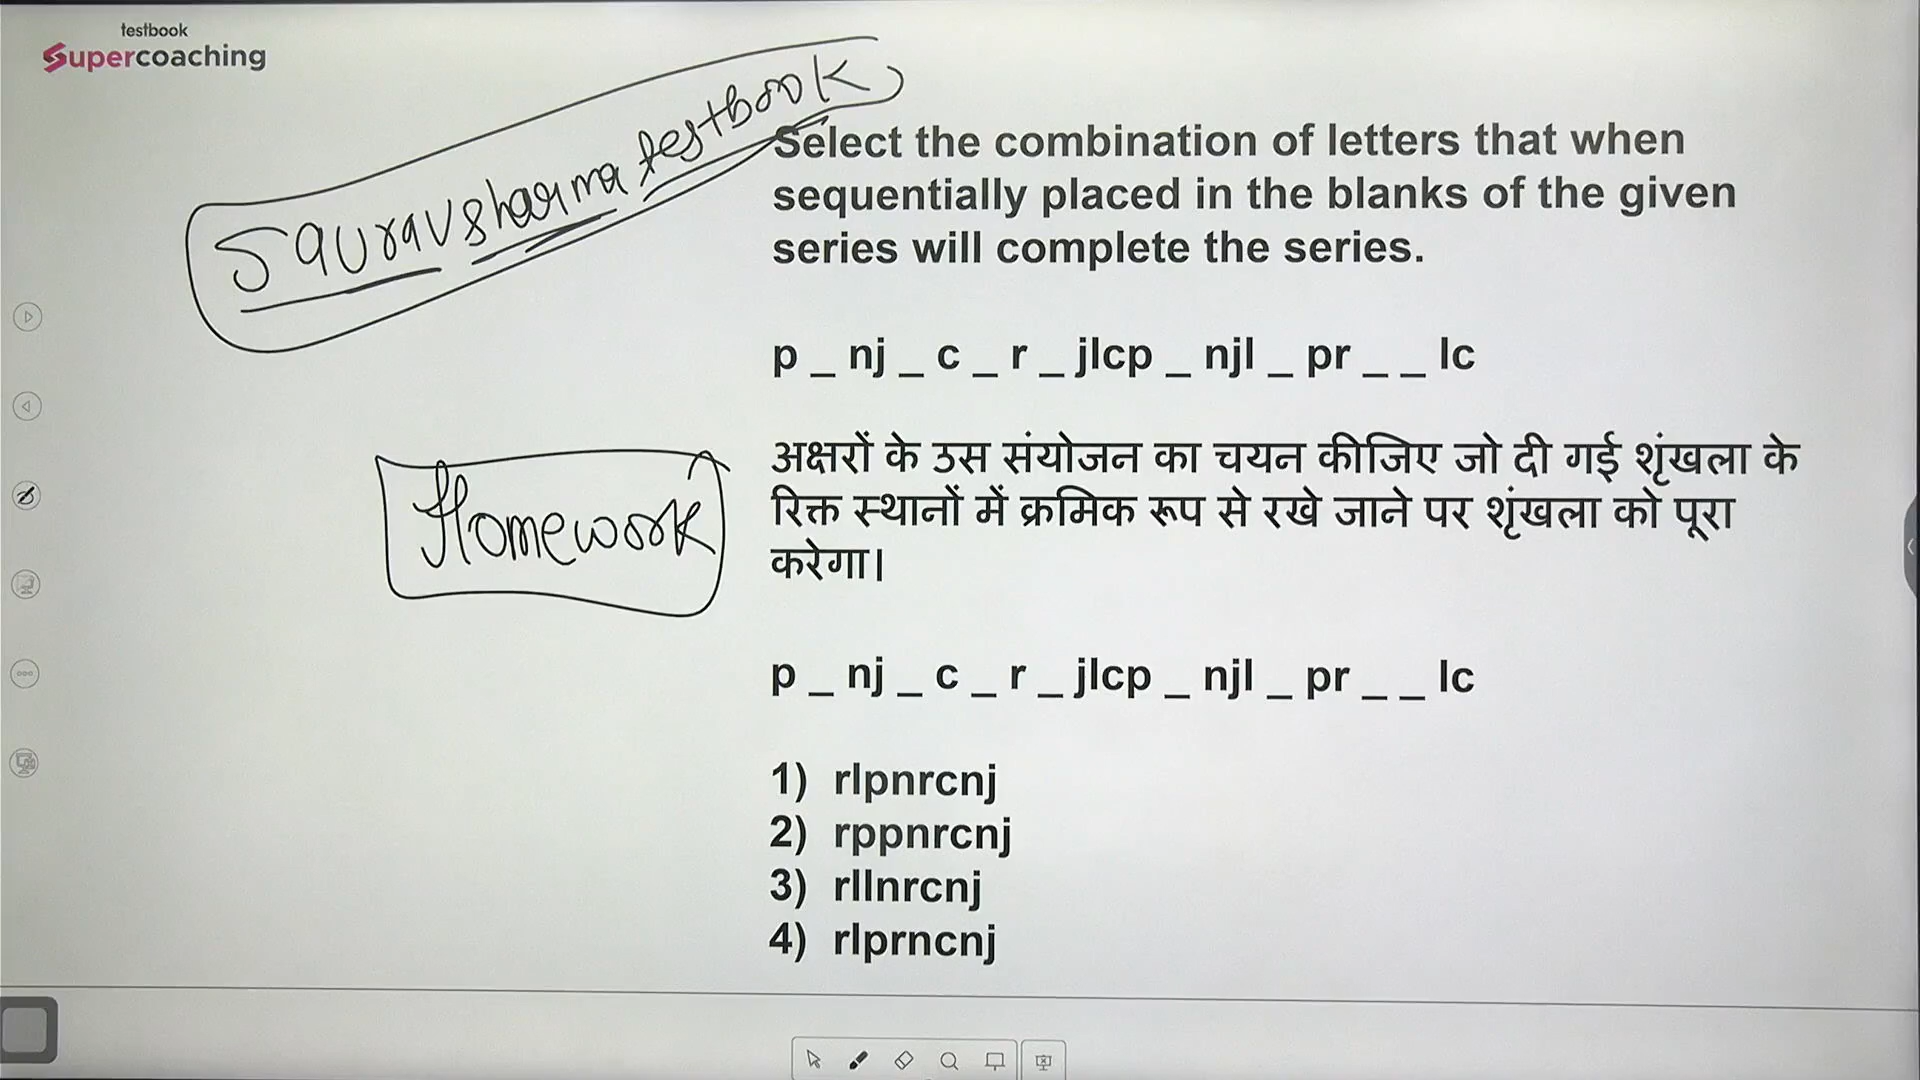 testbook
Supercoaching
Sauravsharma testbook
Select the combination of letters that when
sequentially placed in the blanks of the given
series will complete the series.
p _ nj _ c _ r _ jlcp _ njl _ pr _ _ lc
Homework
अक्षरों के उस संयोजन का चयन कीजिए जो दी गई शृंखला के
रिक्त स्थानों में क्रमिक रूप से रखे जाने पर शृंखला को पूरा
करेगा।
p _ nj _ c _ r _ jlcp _ njl _ pr _ _ lc
1) rlpnrcnj
2) rppnrcnj
3) rllnrcnj
4) rlprncnj